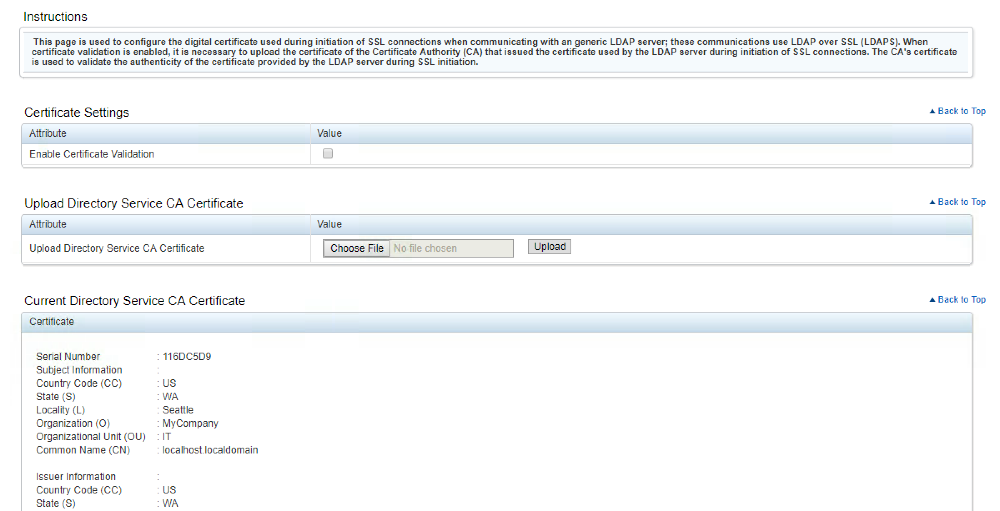 Instructions
This page is used to configure the digital certificate used during initiation of SSL connections when communicating with an generic LDAP server; these communications use LDAP over SSL (LDAPS). When
certificate validation is enabled, it is necessary to upload the certificate of the Certificate Authority (CA) that issued the certificate used by the LDAP server during initiation of SSL connections. The CA's certificate
is used to validate the authenticity of the certificate provided by the LDAP server during SSL initiation.
Certificate Settings
▲ Back to Top
Attribute Value
Enable Certificate Validation
Upload Directory Service CA Certificate
▲ Back to Top
Attribute Value
Upload Directory Service CA Certificate Choose File No file chosen Upload
Current Directory Service CA Certificate
▲ Back to Top
Certificate
Serial Number : 116DC5D9
Subject Information :
Country Code (CC) : US
State (S) : WA
Locality (L) : Seattle
Organization (O) : MyCompany
Organizational Unit (OU) : IT
Common Name (CN) : localhost.localdomain
Issuer Information :
Country Code (CC) : US
State (S) : WA